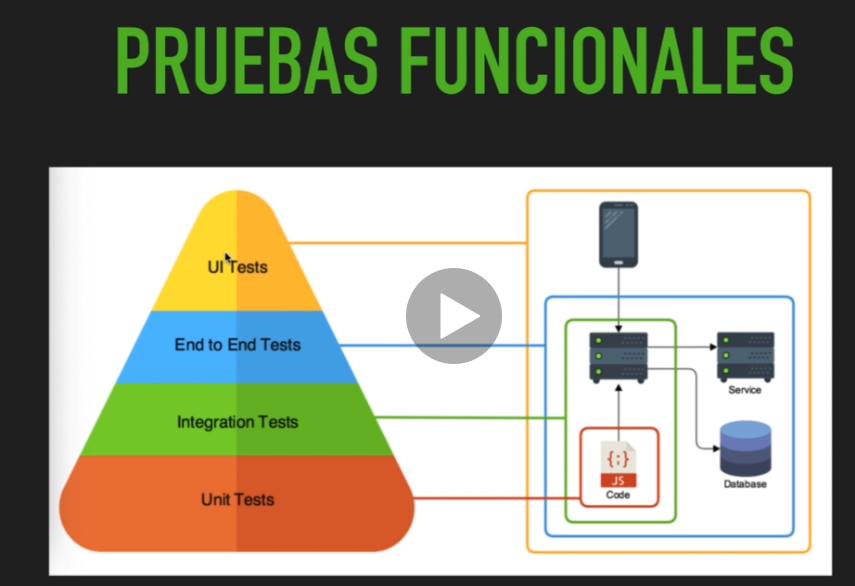 PRUEBAS FUNCIONALES
UI Tests
End to End Tests
Integration Tests
Unit Tests
Service
Database
{;}
JS
Code